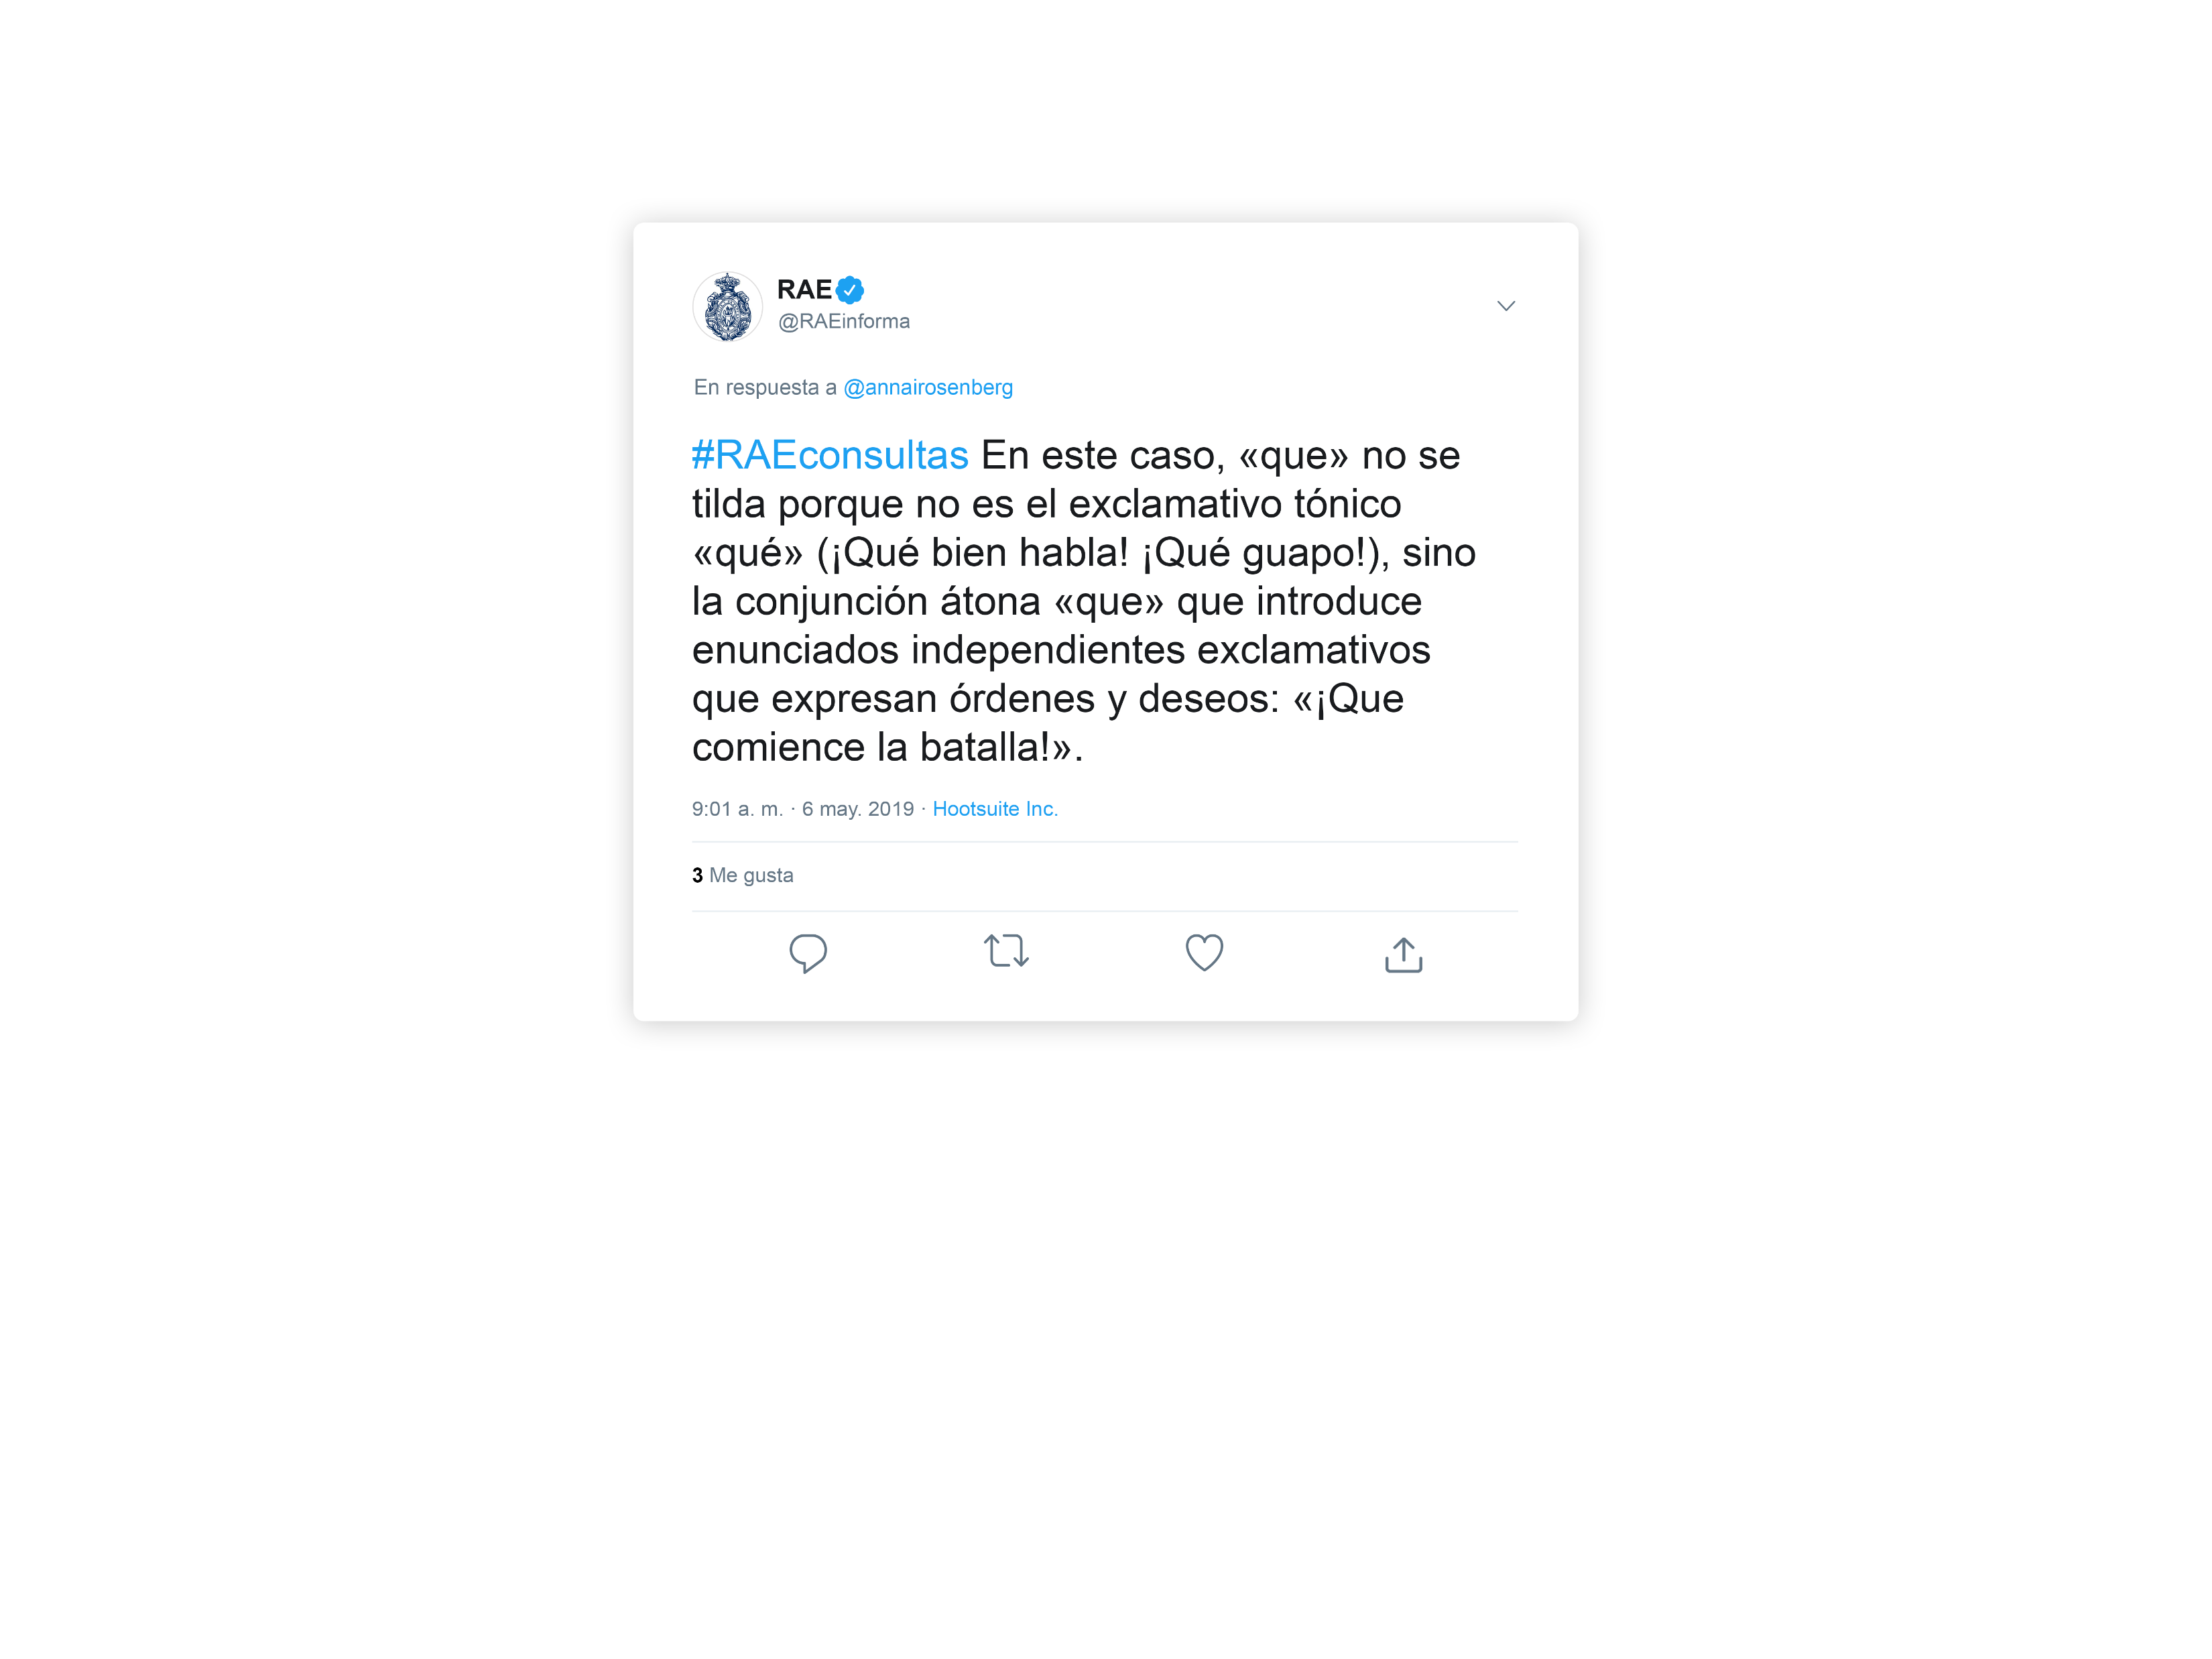 RAE
@RAEinforma
En respuesta a @annairosenberg
#RAEconsultas En este caso, «que» no se
tilda porque no es el exclamativo tónico
«qué» (¡Qué bien habla! ¡Qué guapo!), sino
la conjunción átona «que» que introduce
enunciados independientes exclamativos
que expresan órdenes y deseos: «¡Que
comience la batalla!».
9:01 a. m. · 6 may. 2019 · Hootsuite Inc.
3 Me gusta